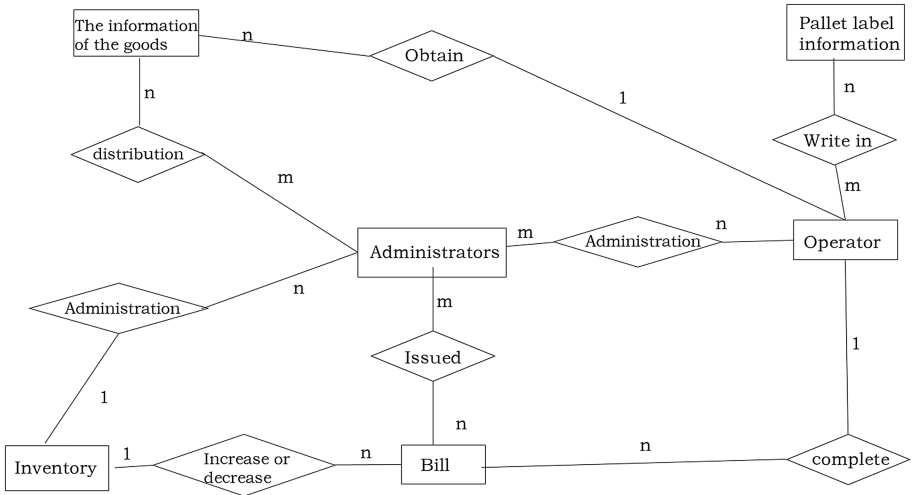 The information
of the goods
n
Obtain
Pallet label
information
n
1
n
distribution
Write in
m
m
m
n
Administrators
Administration
Operator
n
Administration
m
1
Issued
1
n
1
Increase or
decrease
n
n
Inventory
Bill
complete